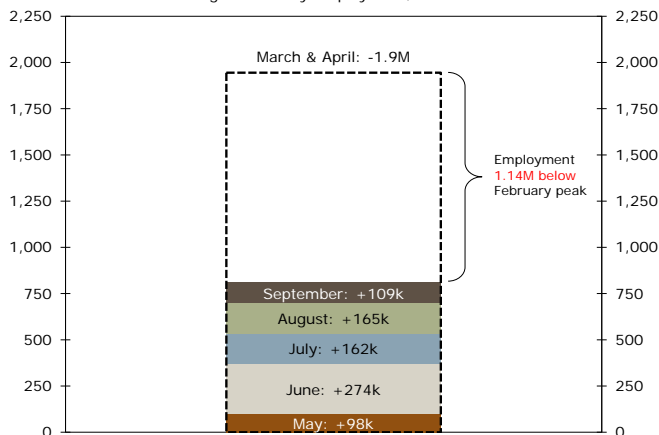 2,250 2,250
2,000 2,000
March & April: -1.9M
1,750 1,750
1,500 1,500
Employment
1.14M below
February peak
1,250 1,250
1,000 1,000
750 750
September: +109k
August: +165k
500 500
July: +162k
250 250
June: +274k
May: +98k
0 0